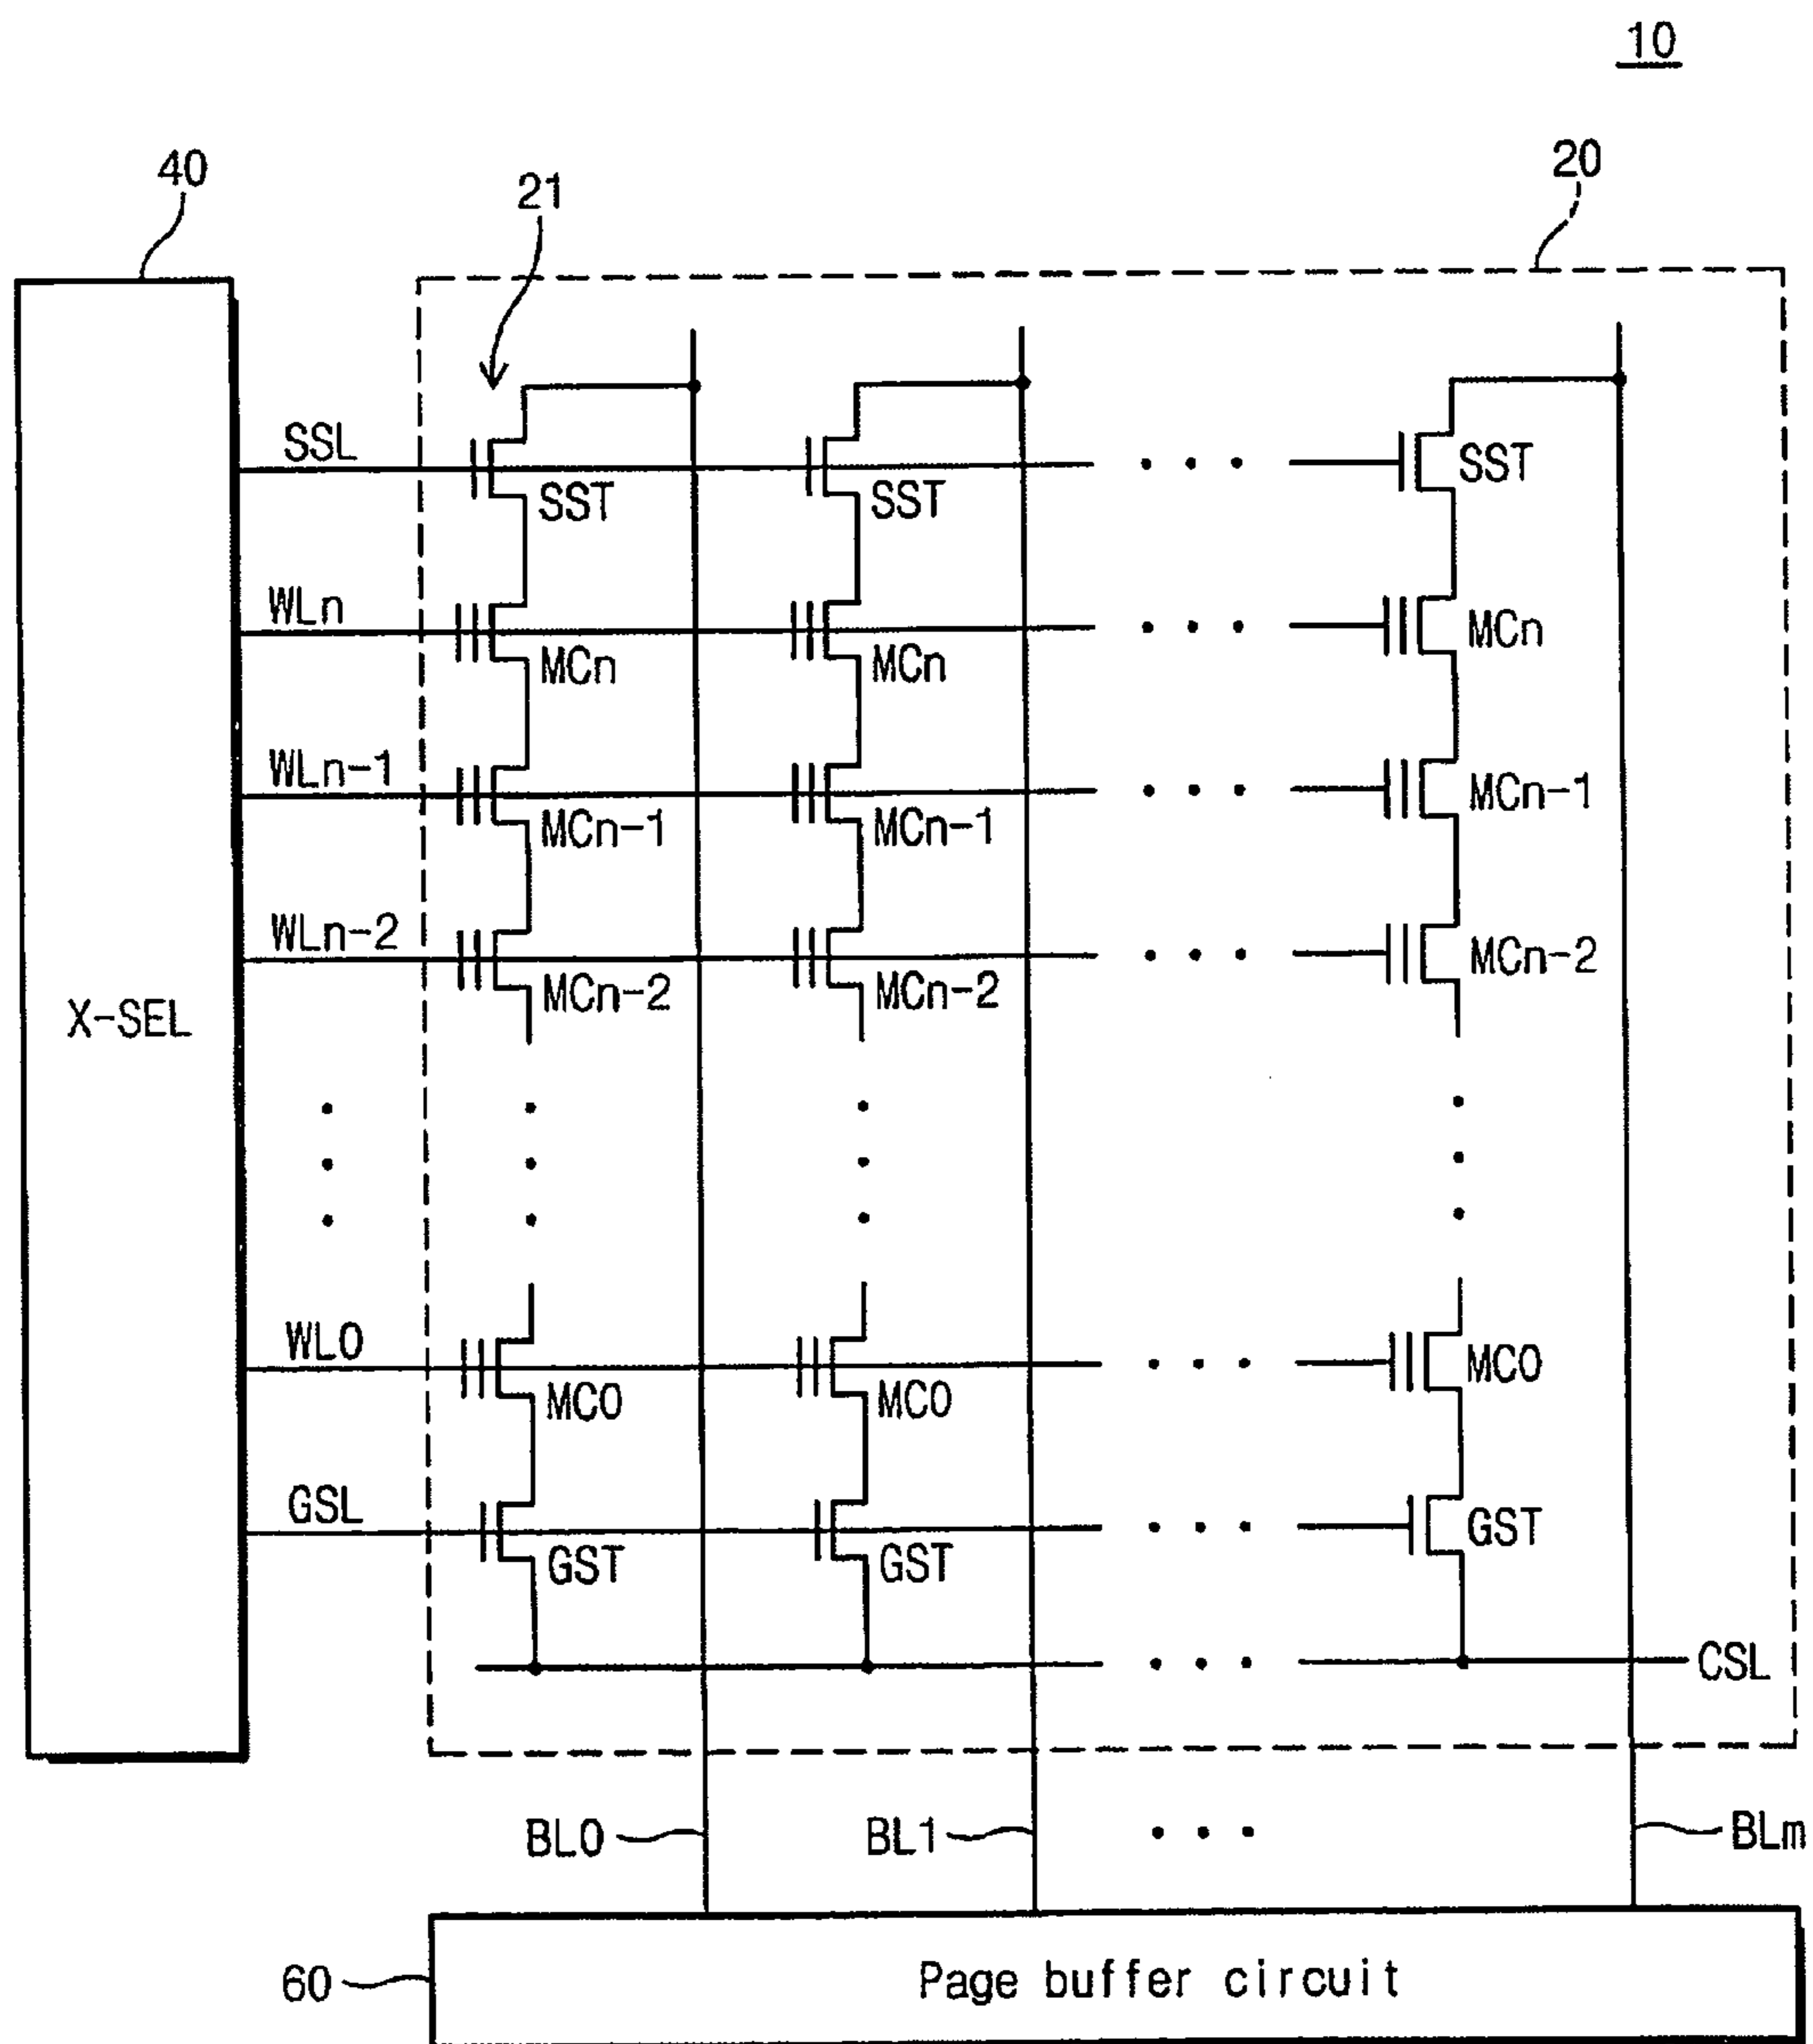 10
40
21
20
SSL
SST
SST
SST
WLn
MCn
MCn
MCn
WLn-1
MCn-1
MCn-1
MCn-1
WLn-2
MCn-2
MCn-2
MCn-2
X-SEL
WL0
MC0
MC0
MC0
GSL
GST
GST
GST
CSL
BL0
BL1
BLm
60
Page buffer circuit